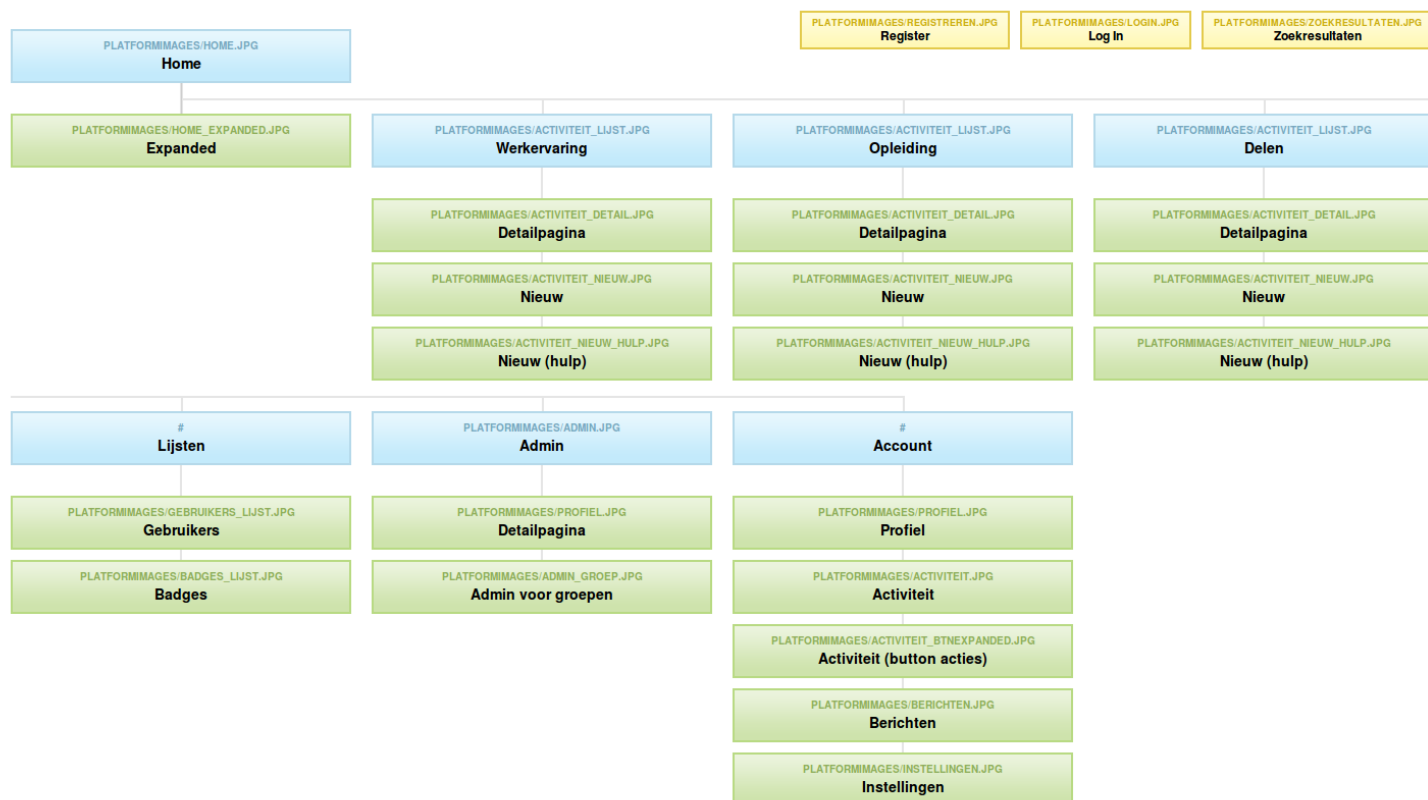 PLATFORMIMAGES/REGISTREREN.JPG
Register
PLATFORMIMAGES/LOGIN.JPG
Log In
PLATFORMIMAGES/ZOEKRESULTATEN.JPG
Zoekresultaten
PLATFORMIMAGES/HOME.JPG
Home
PLATFORMIMAGES/HOME_EXPANDED.JPG
Expanded
PLATFORMIMAGES/ACTIVITEIT_LIJST.JPG
Werkervaring
PLATFORMIMAGES/ACTIVITEIT_DETAIL.JPG
Detailpagina
PLATFORMIMAGES/ACTIVITEIT_NIEUW.JPG
Nieuw
PLATFORMIMAGES/ACTIVITEIT_NIEUW_HULP.JPG
Nieuw (hulp)
PLATFORMIMAGES/ACTIVITEIT_LIJST.JPG
Opleiding
PLATFORMIMAGES/ACTIVITEIT_DETAIL.JPG
Detailpagina
PLATFORMIMAGES/ACTIVITEIT_NIEUW.JPG
Nieuw
PLATFORMIMAGES/ACTIVITEIT_NIEUW_HULP.JPG
Nieuw (hulp)
PLATFORMIMAGES/ACTIVITEIT_LIJST.JPG
Delen
PLATFORMIMAGES/ACTIVITEIT_DETAIL.JPG
Detailpagina
PLATFORMIMAGES/ACTIVITEIT_NIEUW.JPG
Nieuw
PLATFORMIMAGES/ACTIVITEIT_NIEUW_HULP.JPG
Nieuw (hulp)
#
Lijsten
PLATFORMIMAGES/GEBRUIKERS_LIJST.JPG
Gebruikers
PLATFORMIMAGES/BADGES_LIJST.JPG
Badges
PLATFORMIMAGES/ADMIN.JPG
Admin
PLATFORMIMAGES/PROFIEL.JPG
Detailpagina
PLATFORMIMAGES/ADMIN_GROEP.JPG
Admin voor groepen
#
Account
PLATFORMIMAGES/PROFIEL.JPG
Profiel
PLATFORMIMAGES/ACTIVITEIT.JPG
Activiteit
PLATFORMIMAGES/ACTIVITEIT_BTNEXPANDED.JPG
Activiteit (button acties)
PLATFORMIMAGES/BERICHTEN.JPG
Berichten
PLATFORMIMAGES/INSTELLINGEN.JPG
Instellingen